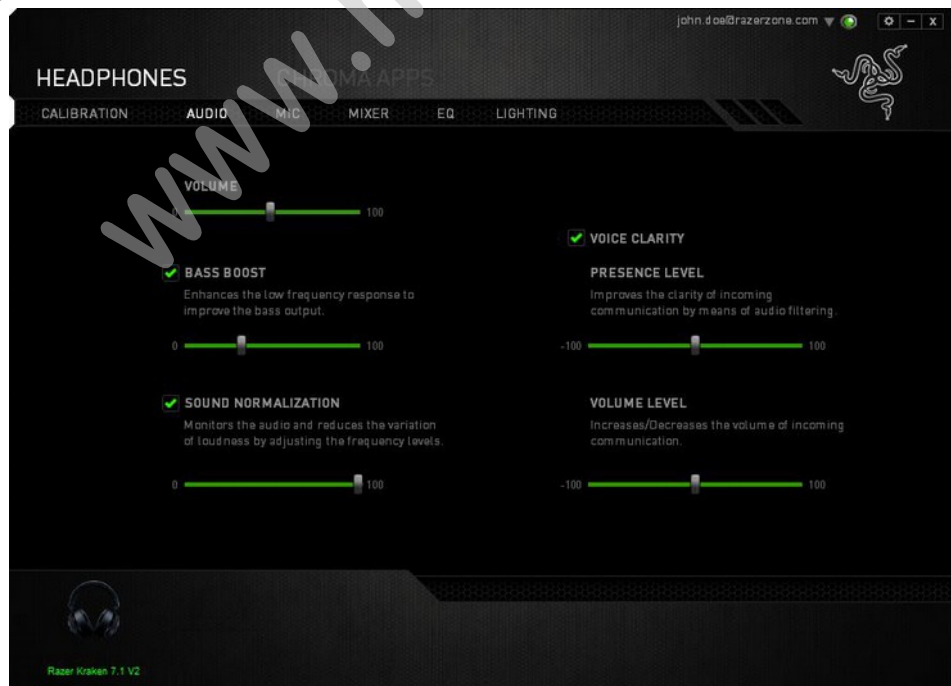 john.doe@razerzone.com
HEADPHONES CHROMA APPS
CALIBRATION AUDIO MIC MIXER EQ LIGHTING
VOLUME
0 100
BASS BOOST
Enhances the low frequency response to
improve the bass output.
0 100
SOUND NORMALIZATION
Monitors the audio and reduces the variation
of loudness by adjusting the frequency levels.
0 100
VOICE CLARITY
PRESENCE LEVEL
Improves the clarity of incoming
communication by means of audio filtering.
-100 100
VOLUME LEVEL
Increases/Decreases the volume of incoming
communication.
-100 100
Razer Kraken 7.1 V2
www.